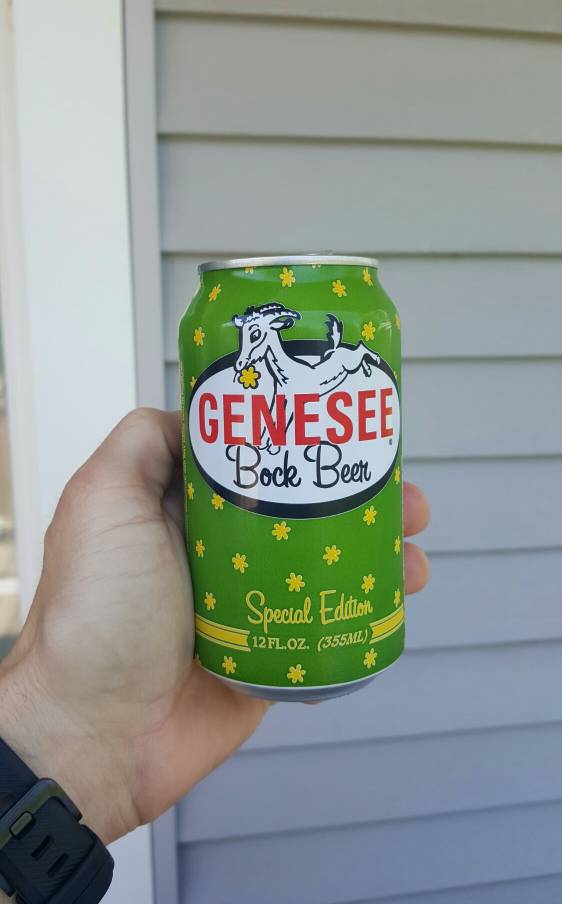 GENESEE
®
Bock Beer
Special Edition
12 FL.OZ. (355ML)